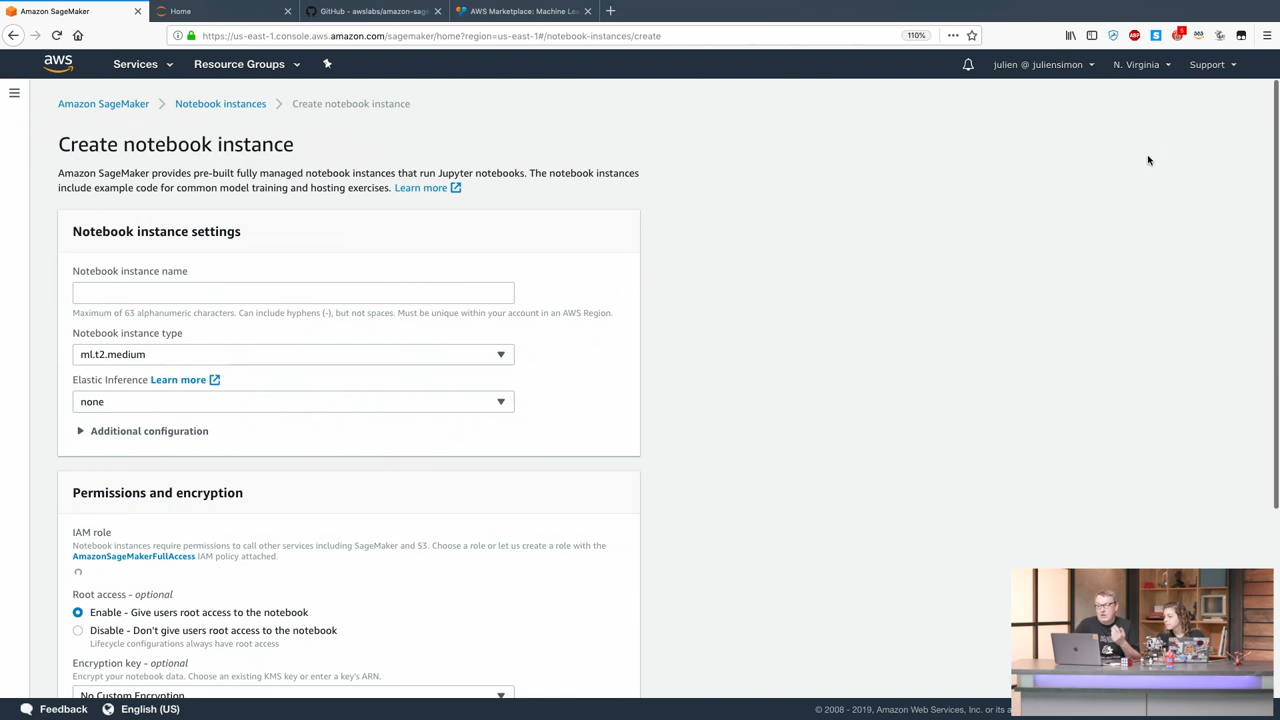 Amazon SageMaker
Home
GitHub - awslabs/amazon-sage
AWS Marketplace: Machine Lea
https://us-east-1.console.aws.amazon.com/sagemaker/home?region=us-east-1#/notebook-instances/create
110%
aws
Services
Resource Groups
julien @ juliensimon
N. Virginia
Support
Amazon SageMaker
Notebook instances
Create notebook instance
Create notebook instance
Amazon SageMaker provides pre-built fully managed notebook instances that run Jupyter notebooks. The notebook instances
include example code for common model training and hosting exercises. Learn more
Notebook instance settings
Notebook instance name
Maximum of 63 alphanumeric characters. Can include hyphens (-), but not spaces. Must be unique within your account in an AWS Region.
Notebook instance type
ml.t2.medium
Elastic Inference Learn more
none
Additional configuration
Permissions and encryption
IAM role
Notebook instances require permissions to call other services including SageMaker and S3. Choose a role or let us create a role with the
AmazonSageMakerFullAccess IAM policy attached.
Root access - optional
Enable - Give users root access to the notebook
Disable - Don't give users root access to the notebook
Lifecycle configurations always have root access
Encryption key - optional
Encrypt your notebook data. Choose an existing KMS key or enter a key's ARN.
No Custom Encryption
Feedback
English (US)
© 2008 - 2019, Amazon Web Services, Inc. or its a